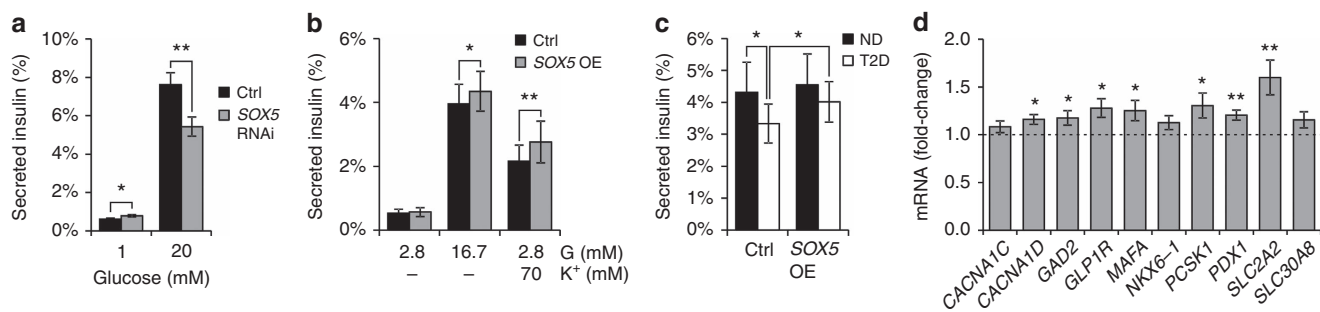 a
Secreted insulin (%)
10%
8%
6%
4%
2%
0%
**
*
Ctrl
SOX5
RNAi
1 20
Glucose (mM)
b
Secreted insulin (%)
6%
4%
2%
0%
*
**
Ctrl
SOX5 OE
2.8 16.7 2.8 G (mM)
– – 70 K⁺ (mM)
c
Secreted insulin (%)
6%
5%
4%
3%
4%
1%
0%
* *
ND
T2D
Ctrl SOX5
OE
d
mRNA (fold-change)
2.0
1.5
1.0
0.5
0.0
* * * * * ** **
CACNA1C
CACNA1D
GAD2
GLP1R
MAFA
NKX6–1
PCSK1
PDX1
SLC2A2
SLC30A8